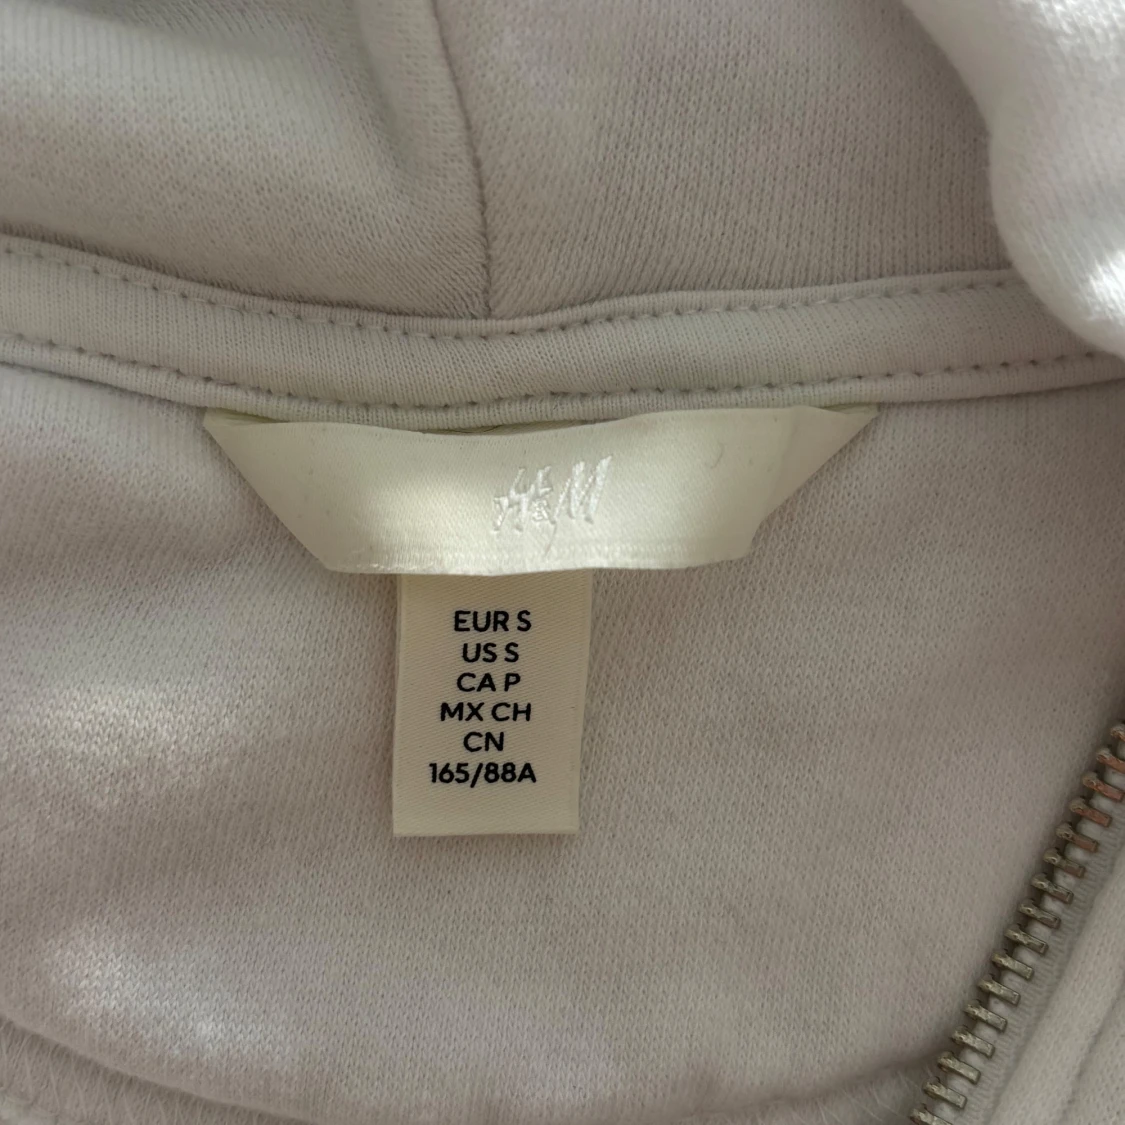 H&M
EUR S
US S
CA P
MX CH
CN
165/88A